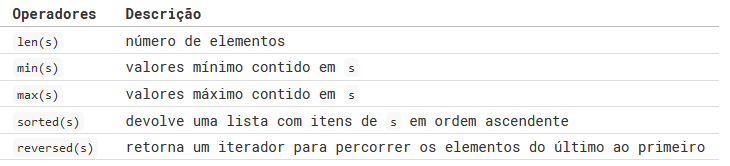 Operadores Descrição
len(s) número de elementos
min(s) valores mínimo contido em s
max(s) valores máximo contido em s
sorted(s) devolve uma lista com itens de s em ordem ascendente
reversed(s) retorna um iterador para percorrer os elementos do último ao primeiro